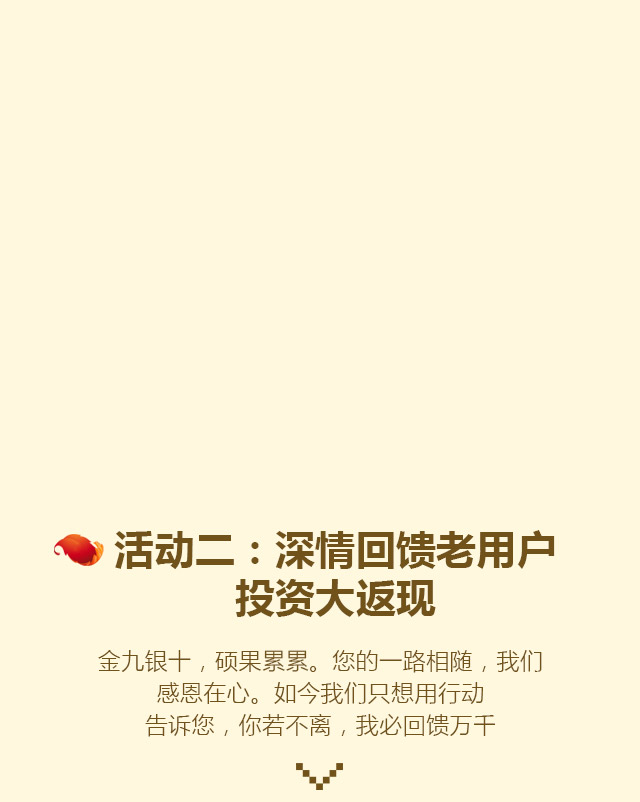 活动二：深情回馈老用户
投资大返现
金九银十，硕果累累。您的一路相随，我们
感恩在心。如今我们只想用行动
告诉您，你若不离，我必回馈万千